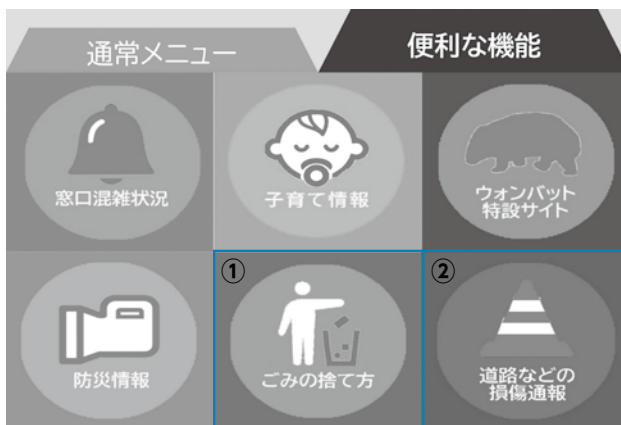 通常メニュー
便利な機能
窓口混雑状況
子育て情報
ウォンバット
特設サイト
防災情報
①
ごみの捨て方
②
道路などの
損傷通報